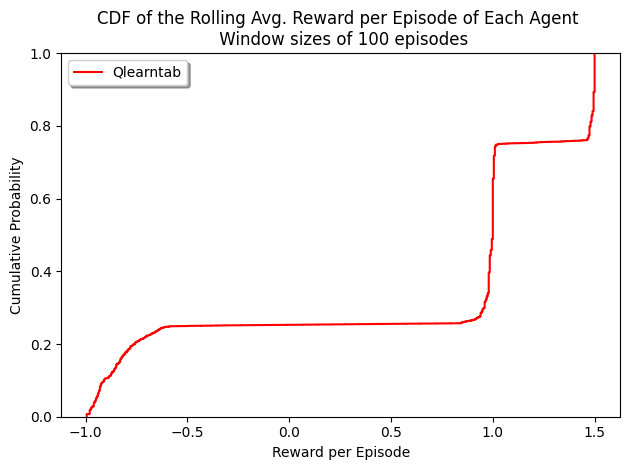 CDF of the Rolling Avg. Reward per Episode of Each Agent
Window sizes of 100 episodes
Qlearntab
Cumulative Probability
1.0
0.8
0.6
0.4
0.2
0.0
−1.0 −0.5 0.0 0.5 1.0 1.5
Reward per Episode